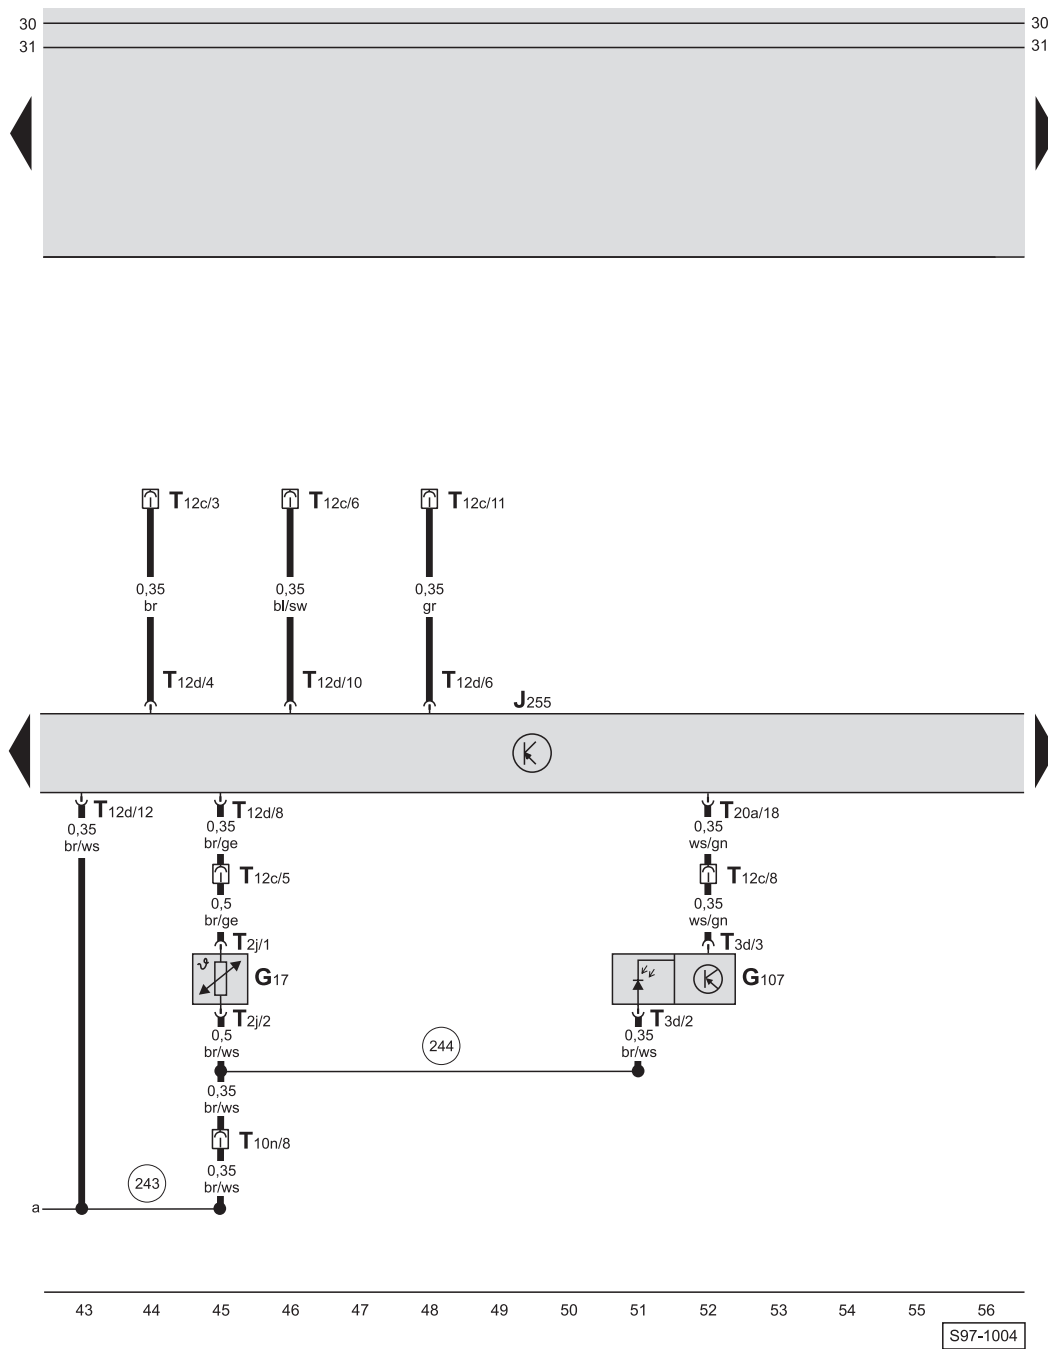 30 30
31 31
T12c/3 T12c/6 T12c/11
0,35 0,35 0,35
br bl/sw gr
T12d/4 T12d/10 T12d/6
J255
T12d/12 T12d/8 T20a/18
0,35 0,35 0,35
br/ws br/ge ws/gn
T12c/5 T12c/8
0,5 0,35
br/ge ws/gn
T2j/1 T3d/3
ϑ G17 G107
T2j/2 T3d/2
0,5 0,35
br/ws br/ws
244
0,35
br/ws
T10n/8
0,35
br/ws
243
a
43 44 45 46 47 48 49 50 51 52 53 54 55 56
S97-1004